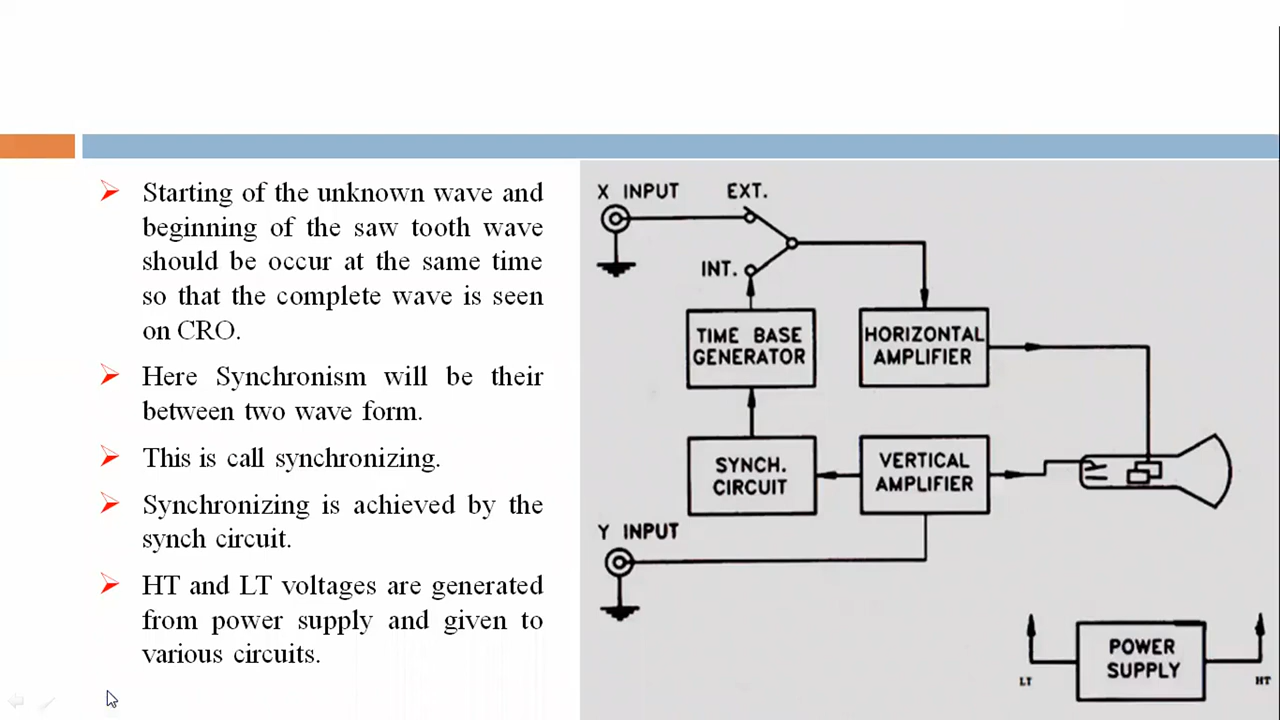 Starting of the unknown wave and
beginning of the saw tooth wave
should be occur at the same time
so that the complete wave is seen
on CRO.
Here Synchronism will be their
between two wave form.
This is call synchronizing.
Synchronizing is achieved by the
synch circuit.
HT and LT voltages are generated
from power supply and given to
various circuits.
X INPUT
EXT.
INT.
TIME BASE
GENERATOR
HORIZONTAL
AMPLIFIER
SYNCH.
CIRCUIT
VERTICAL
AMPLIFIER
Y INPUT
POWER
SUPPLY
LT
HT